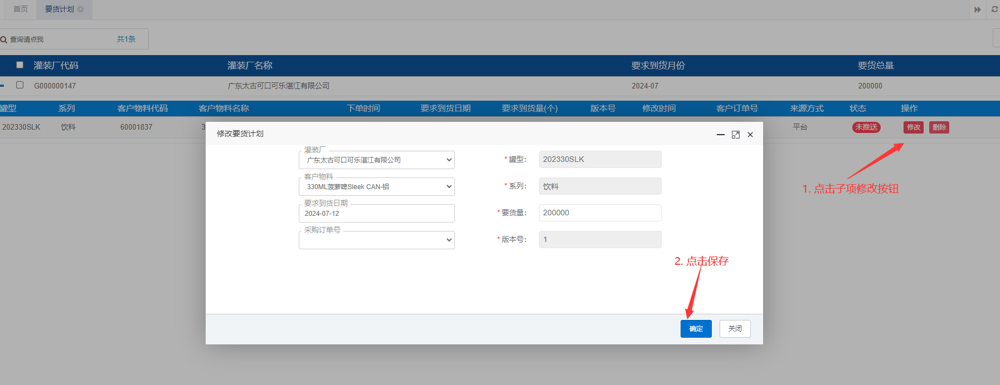 首页 要货计划
查询请点我 共1条
灌装厂代码 灌装厂名称 要求到货月份 要货总量
G000000147 广东太古可口可乐湛江有限公司 2024-07 200000
罐型 系列 客户物料代码 客户物料名称 下单时间 要求到货日期 要求到货量(个) 版本号 修改时间 客户订单号 来源方式 状态 操作
202330SLK 饮料 60001837 3 平台 未推送 修改 删除
修改要货计划
灌装厂
广东太古可口可乐湛江有限公司 *罐型: 202330SLK
客户物料
330ML菠萝啤Sleek CAN-铝 *系列: 饮料
要求到货日期
2024-07-12 *要货量: 200000
采购订单号
*版本号: 1
1. 点击子项修改按钮
2. 点击保存
确定 关闭